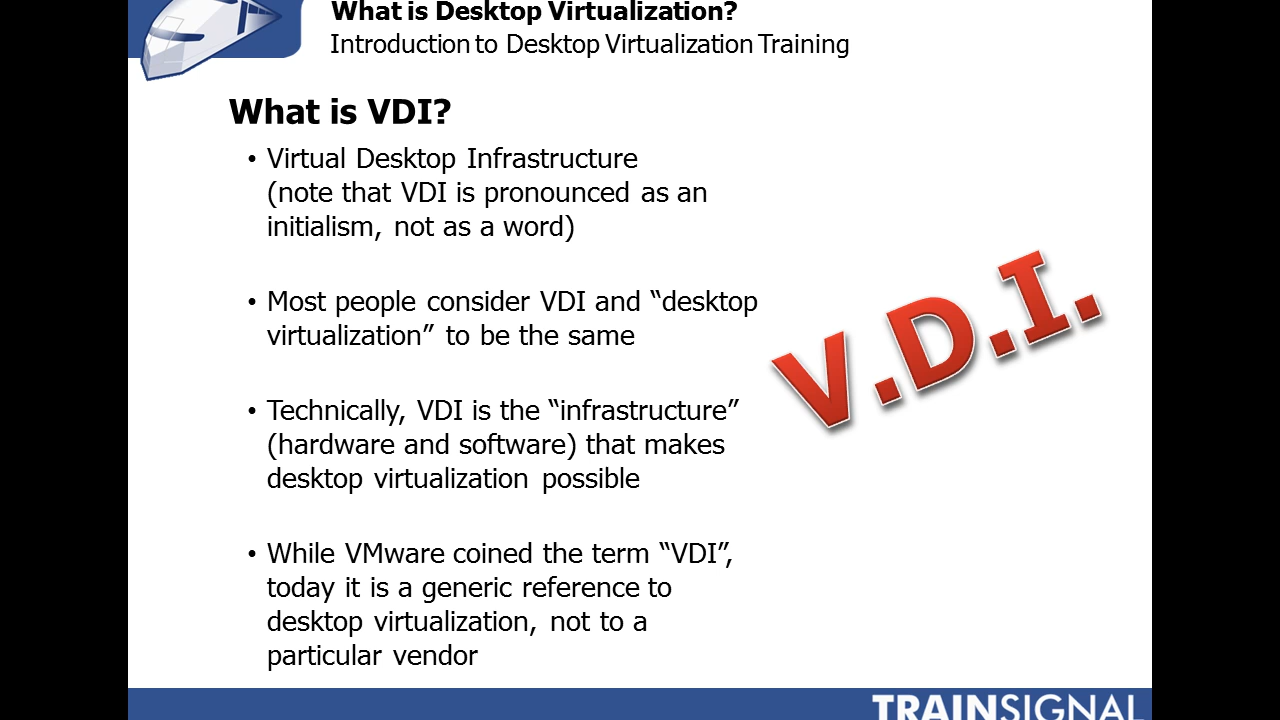 What is Desktop Virtualization?
Introduction to Desktop Virtualization Training
What is VDI?
• Virtual Desktop Infrastructure
(note that VDI is pronounced as an
initialism, not as a word)
• Most people consider VDI and “desktop
virtualization” to be the same
• Technically, VDI is the “infrastructure”
(hardware and software) that makes
desktop virtualization possible
• While VMware coined the term “VDI”,
today it is a generic reference to
desktop virtualization, not to a
particular vendor
V.D.I.
TRAINSIGNAL